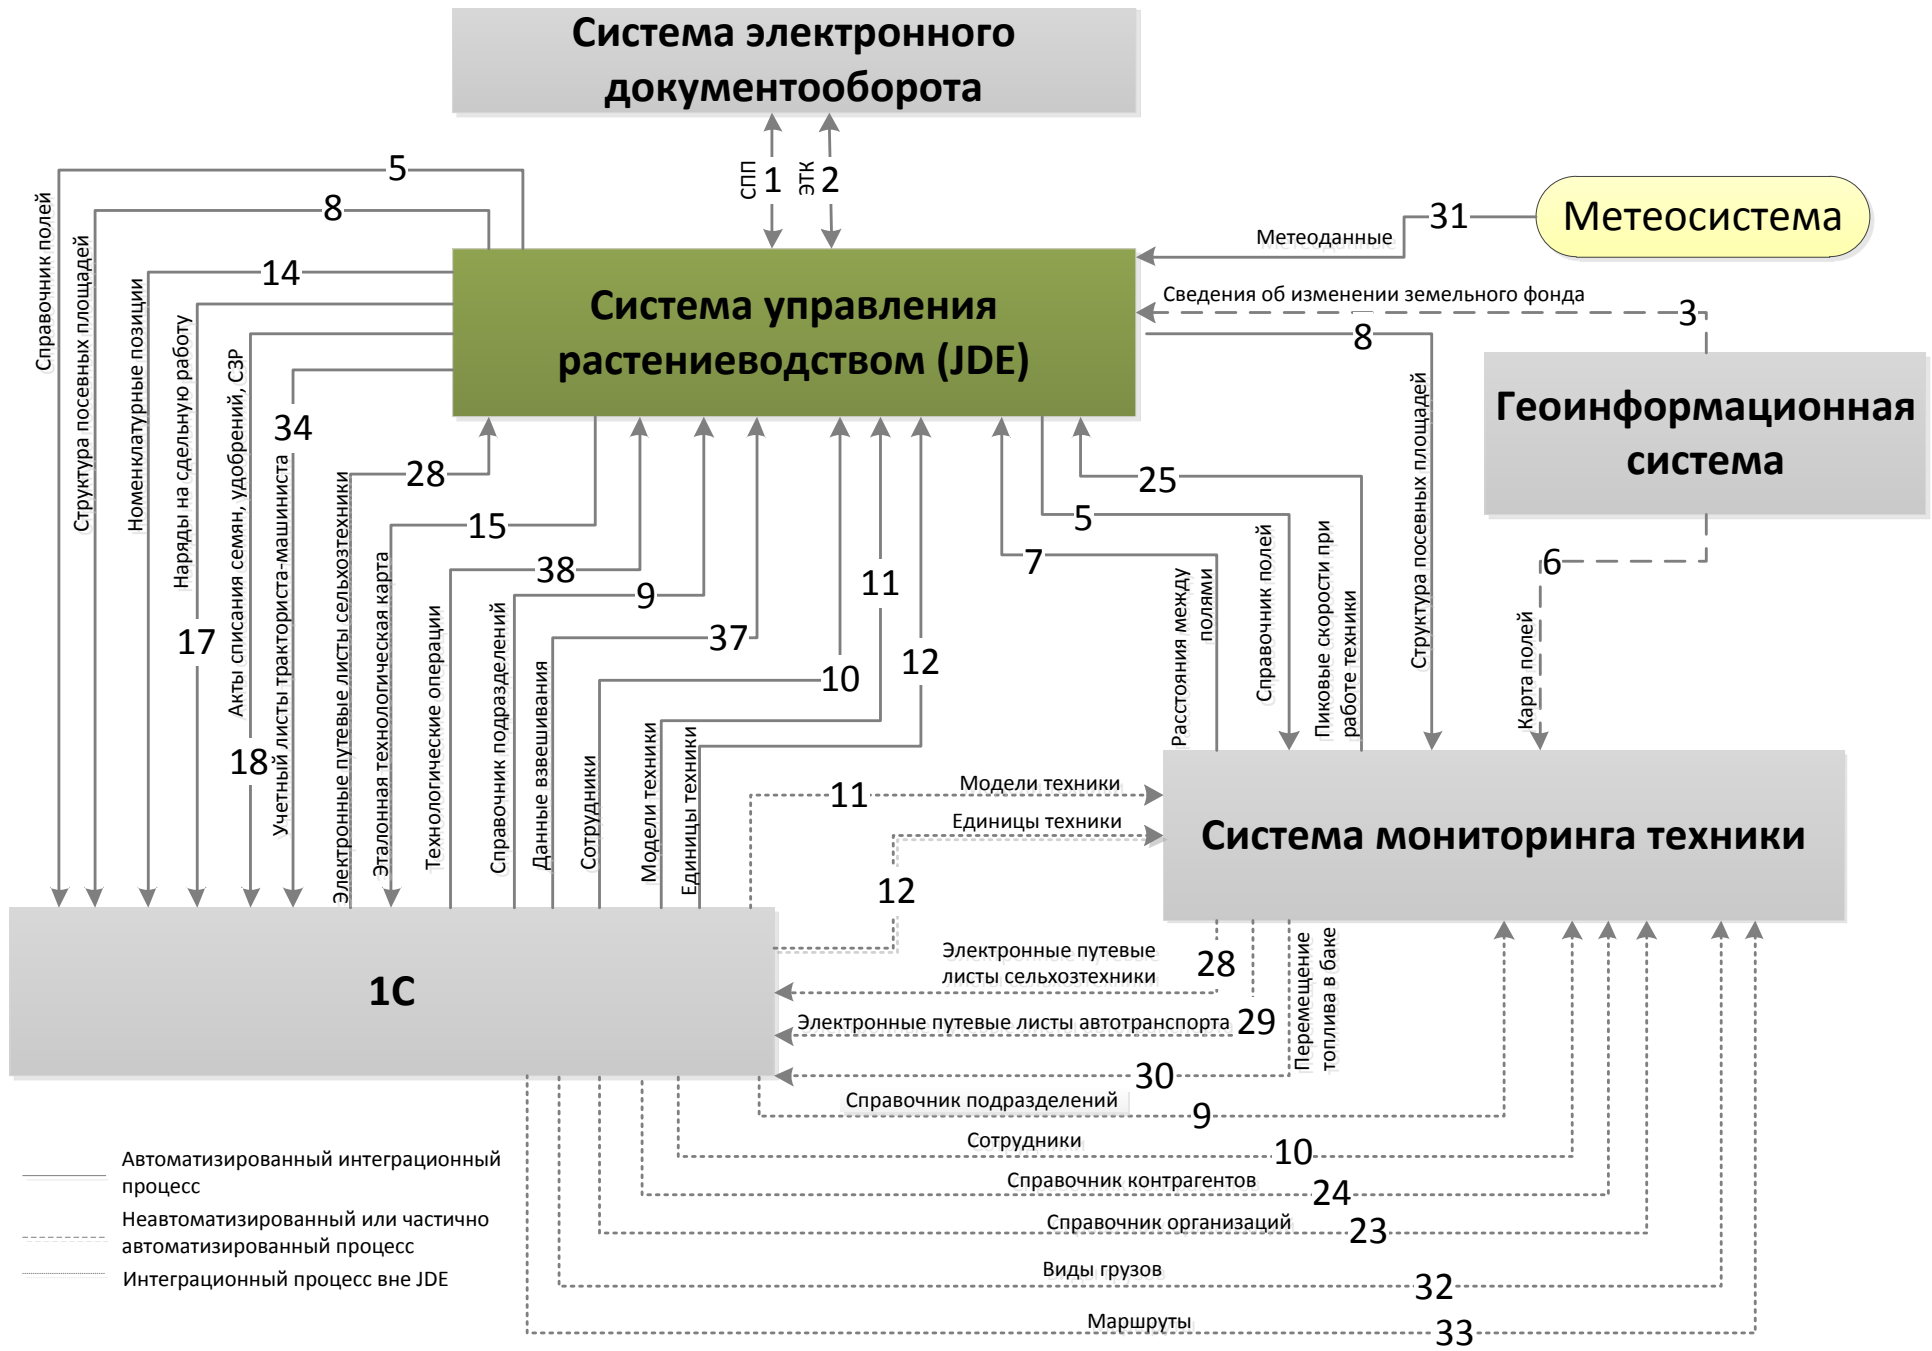 Система электронного
документооборота
СПП
1
ЭТК
2
5
8
14
Справочник полей
Структура посевных площадей
Номенклатурные позиции
Наряды на сдельную работу
Акты списания семян, удобрений, СЗР
Учетный листы тракториста-машиниста
Электронные путевые листы сельхозтехники
Эталонная технологическая карта
Технологические операции
Справочник подразделений
Данные взвешивания
Сотрудники
Модели техники
Единицы техники
17
18
34
28
15
38
9
37
10
11
12
Система управления
растениеводством (JDE)
Метеосистема
31
Метеоданные
Сведения об изменении земельного фонда
3
8
Геоинформационная
система
6
Карта полей
25
5
7
Расстояния между
полями
Справочник полей
Пиковые скорости при
работе техники
Структура посевных площадей
Модели техники
11
Единицы техники
12
Система мониторинга техники
1С
Электронные путевые
листы сельхозтехники
28
Электронные путевые листы автотранспорта
29
Перемещение
топлива в баке
30
Справочник подразделений
9
Сотрудники
10
Справочник контрагентов
24
Справочник организаций
23
Виды грузов
32
Маршруты
33
Автоматизированный интеграционный
процесс
Неавтоматизированный или частично
автоматизированный процесс
Интеграционный процесс вне JDE